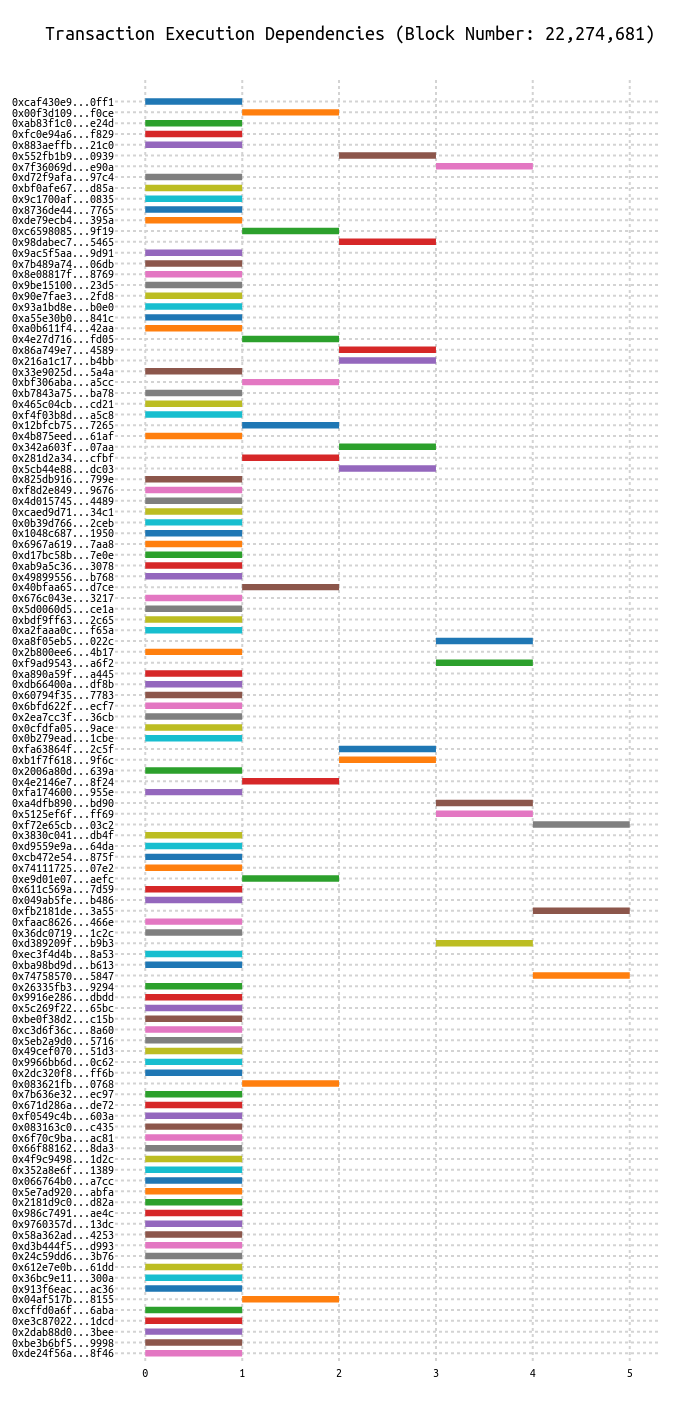 Transaction Execution Dependencies (Block Number: 22,274,681)
0xcaf430e9...0ff1
0x00f3d109...f0ce
0xab83f1c0...e24d
0xfc0e94a6...f829
0x883aeffb...21c0
0x552fb1b9...0939
0x7f36069d...e90a
0xd72f9afa...97c4
0xbf0afe67...d85a
0x9c1700af...0835
0x8736de44...7765
0xde79ecb4...395a
0xc6598085...9f19
0x98dabec7...5465
0x9ac5f5aa...9d91
0x7b489a74...06db
0x8e08817f...8769
0x9be15100...23d5
0x90e7fae3...2fd8
0x93a1bd8e...b0e0
0xa55e30b0...841c
0xa0b611f4...42aa
0x4e27d716...fd05
0x86a749e7...4589
0x216a1c17...b4bb
0x33e9025d...5a4a
0xbf306aba...a5cc
0xb7843a75...ba78
0x465c04cb...cd21
0xf4f03b8d...a5c8
0x12bfcb75...7265
0x4b875eed...61af
0x342a603f...07aa
0x281d2a34...cfbf
0x5cb44e88...dc03
0x825db916...799e
0xf8d2e849...9676
0x4d015745...4489
0xcaed9d71...34c1
0x0b39d766...2ceb
0x1048c687...1950
0x6967a619...7aa8
0xd17bc58b...7e0e
0xab9a5c36...3078
0x49899556...b768
0x40bfaa65...d7ce
0x676c043e...3217
0x5d0060d5...ce1a
0xbdf9ff63...2c65
0xa2faaa0c...f65a
0xa8f05eb5...022c
0x2b800ee6...4b17
0xf9ad9543...a6f2
0xa890a59f...a445
0xdb66400a...df8b
0x60794f35...7783
0x6bfd622f...ecf7
0x2ea7cc3f...36cb
0x0cfdfa05...9ace
0x0b279ead...1cbe
0xfa63864f...2c5f
0xb1f7f618...9f6c
0x2006a80d...639a
0x4e2146e7...8f24
0xfa174600...955e
0xa4dfb890...bd90
0x5125ef6f...ff69
0xf72e65cb...03c2
0x3830c041...db4f
0xd9559e9a...64da
0xcb472e54...875f
0x74111725...07e2
0xe9d01e07...aefc
0x611c569a...7d59
0x049ab5fe...b486
0xfb2181de...3a55
0xfaac8626...466e
0x36dc0719...1c2c
0xd389209f...b9b3
0xec3f4d4b...8a53
0xba98bd9d...b613
0x74758570...5847
0x26335fb3...9294
0x9916e286...dbdd
0x5c269f22...65bc
0xbe0f38d2...c15b
0xc3d6f36c...8a60
0x5eb2a9d0...5716
0x49cef070...51d3
0x9966bb6d...0c62
0x2dc320f8...ff6b
0x083621fb...0768
0x7b636e32...ec97
0x671d286a...de72
0xf0549c4b...603a
0x083163c0...c435
0x6f70c9ba...ac81
0x66f88162...8da3
0x4f9c9498...1d2c
0x352a8e6f...1389
0x066764b0...a7cc
0x5e7ad920...abfa
0x2181d9c0...d82a
0x986c7491...ae4c
0x9760357d...13dc
0x58a362ad...4253
0xd3b444f5...d993
0x24c59dd6...3b76
0x612e7e0b...61dd
0x36bc9e11...300a
0x913f6eac...ac36
0x04af517b...8155
0xcffd0a6f...6aba
0xe3c87022...1dcd
0x2dab88d0...3bee
0xbe3b6bf5...9998
0xde24f56a...8f46
0 1 2 3 4 5